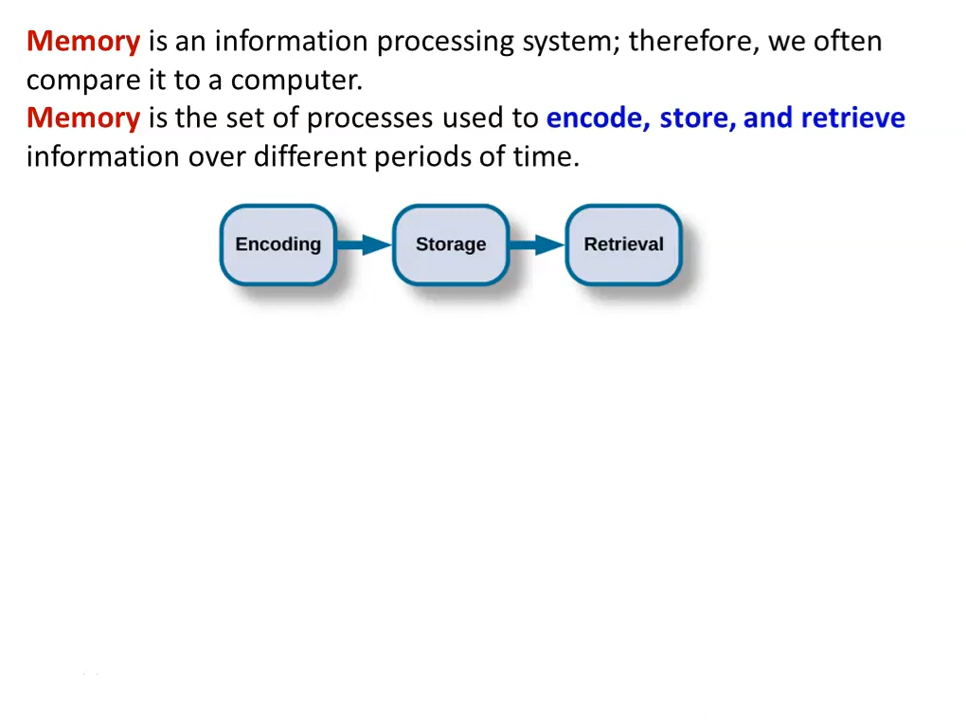 Memory is an information processing system; therefore, we often
compare it to a computer.
Memory is the set of processes used to encode, store, and retrieve
information over different periods of time.
Encoding Storage Retrieval